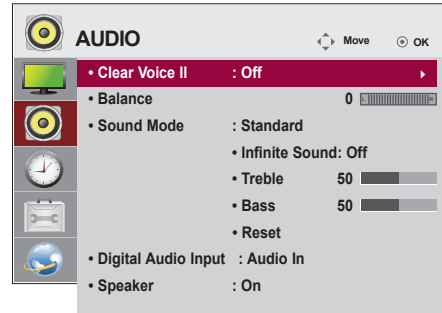 AUDIO Move OK
• Clear Voice II : Off
• Balance 0 L R
• Sound Mode : Standard
• Infinite Sound: Off
• Treble 50
• Bass 50
• Reset
• Digital Audio Input : Audio In
• Speaker : On